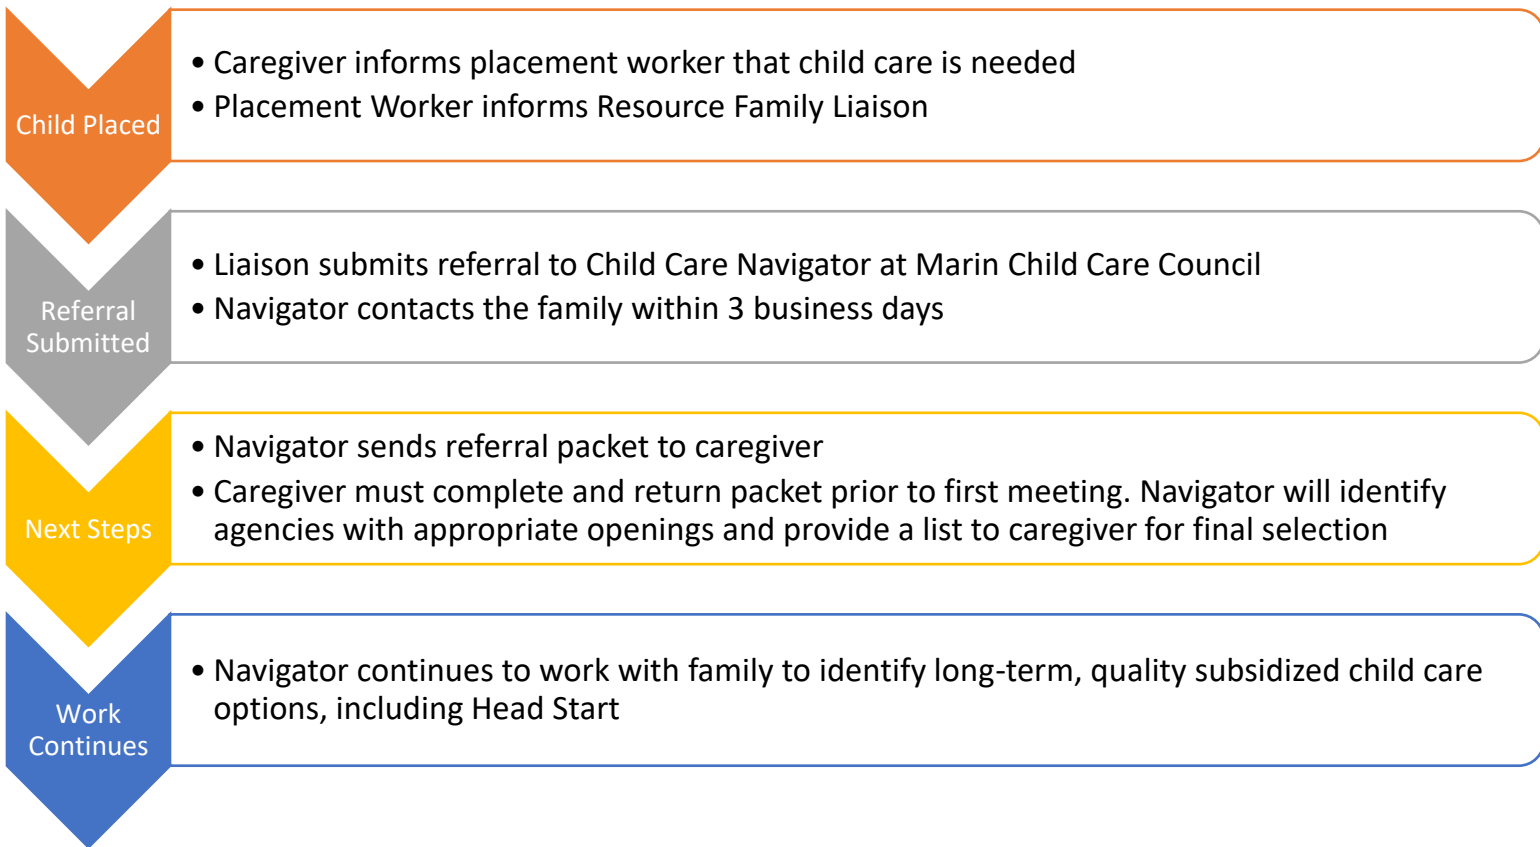 Child Placed
• Caregiver informs placement worker that child care is needed
• Placement Worker informs Resource Family Liaison
Referral
Submitted
• Liaison submits referral to Child Care Navigator at Marin Child Care Council
• Navigator contacts the family within 3 business days
Next Steps
• Navigator sends referral packet to caregiver
• Caregiver must complete and return packet prior to first meeting. Navigator will identify
agencies with appropriate openings and provide a list to caregiver for final selection
Work
Continues
• Navigator continues to work with family to identify long-term, quality subsidized child care
options, including Head Start